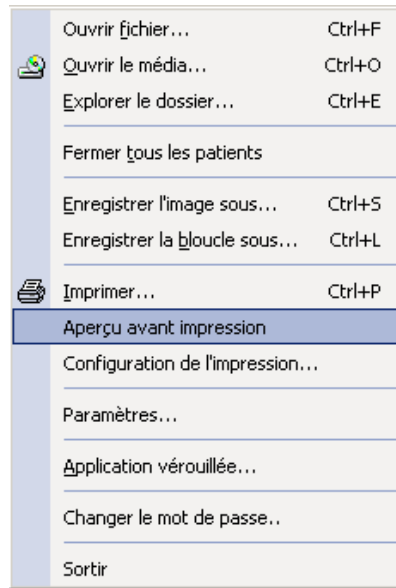 Ouvrir fichier... Ctrl+F
Ouvrir le média... Ctrl+O
Explorer le dossier... Ctrl+E
Fermer tous les patients
Enregistrer l'image sous... Ctrl+S
Enregistrer la bloucle sous... Ctrl+L
Imprimer... Ctrl+P
Aperçu avant impression
Configuration de l'impression...
Paramètres...
Application vérouillée...
Changer le mot de passe..
Sortir